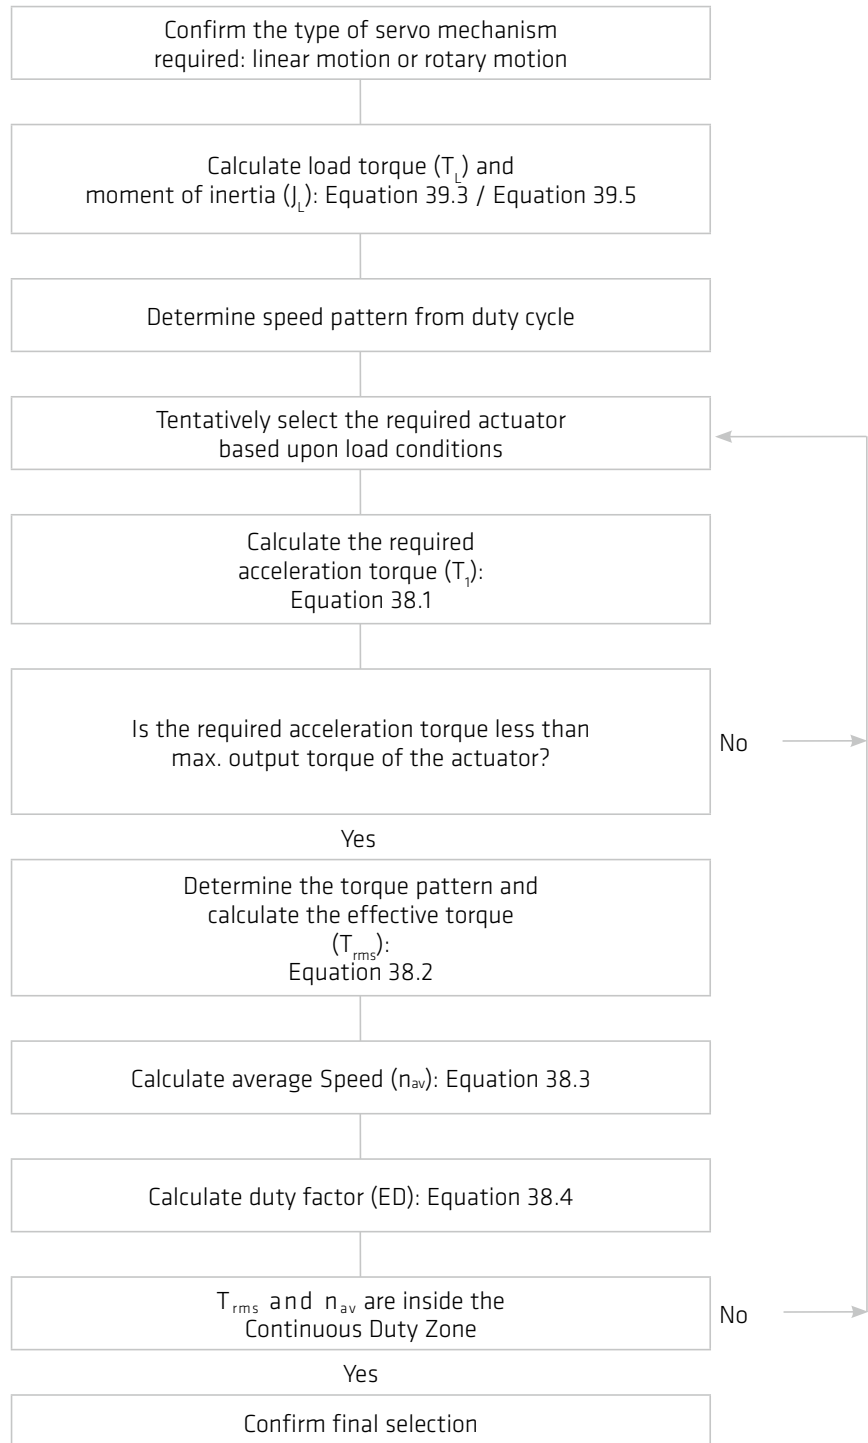 Confirm the type of servo mechanism
required: linear motion or rotary motion
Calculate load torque (T_L) and
moment of inertia (J_L): Equation 39.3 / Equation 39.5
Determine speed pattern from duty cycle
Tentatively select the required actuator
based upon load conditions
Calculate the required
acceleration torque (T_1):
Equation 38.1
Is the required acceleration torque less than
max. output torque of the actuator?
No
Yes
Determine the torque pattern and
calculate the effective torque
(T_rms):
Equation 38.2
Calculate average Speed (n_av): Equation 38.3
Calculate duty factor (ED): Equation 38.4
T_rms and n_av are inside the
Continuous Duty Zone
No
Yes
Confirm final selection